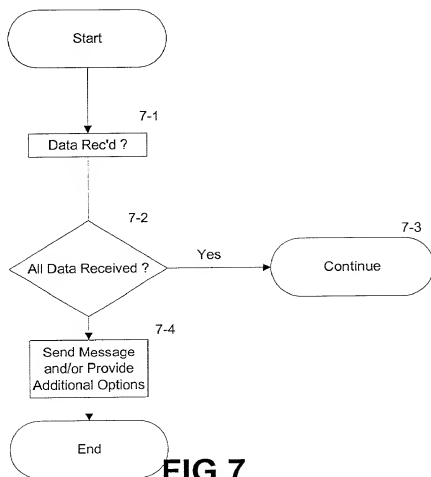 Start
7-1
Data Rec'd ?
7-2
All Data Received ?
Yes
7-3
Continue
7-4
Send Message
and/or Provide
Additional Options
End
FIG 7